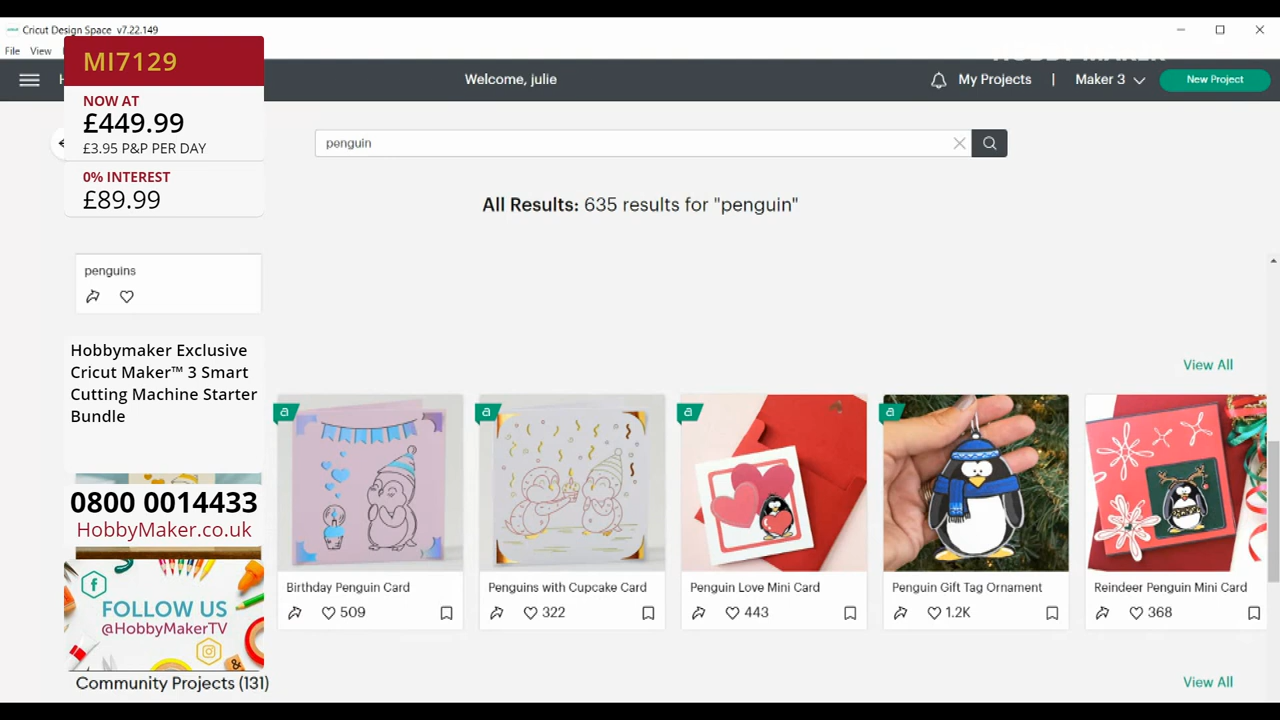 Cricut Design Space v7.22.149
File View
MI7129
NOW AT
£449.99
£3.95 P&P PER DAY
0% INTEREST
£89.99
Welcome, julie
My Projects | Maker 3
New Project
HOBBY MAKER
penguin
All Results: 635 results for "penguin"
penguins
Hobbymaker Exclusive
Cricut Maker™ 3 Smart
Cutting Machine Starter
Bundle
View All
a
a
a
a
Birthday Penguin Card
509
Penguins with Cupcake Card
322
Penguin Love Mini Card
443
Penguin Gift Tag Ornament
1.2K
Reindeer Penguin Mini Card
368
0800 0014433
HobbyMaker.co.uk
FOLLOW US
@HobbyMakerTV
&
Community Projects (131)
View All